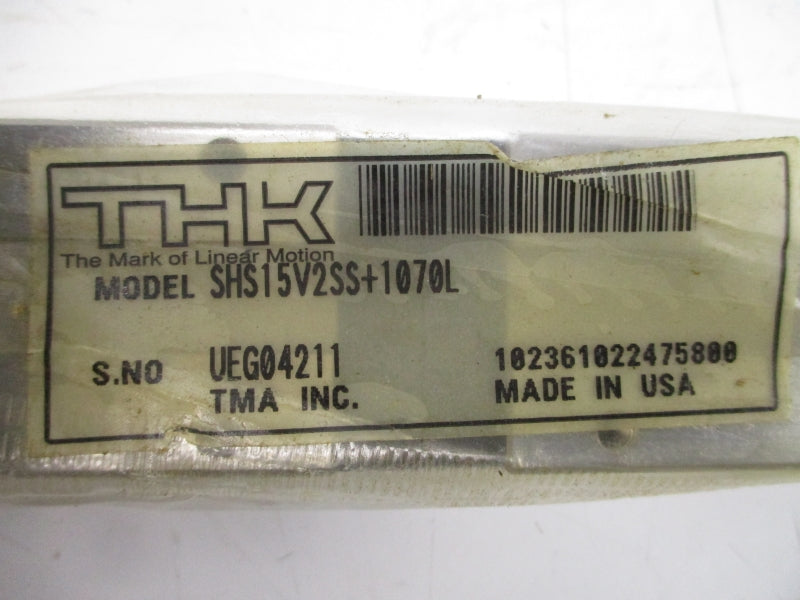 THK
The Mark of Linear Motion
MODEL SHS15V2SS+1070L
S.NO UEG04211 102361022475800
TMA INC. MADE IN USA